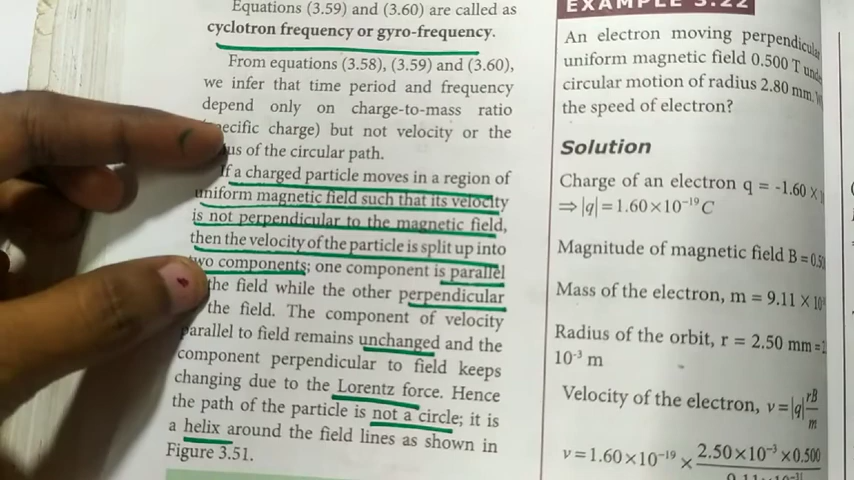 Equations (3.59) and (3.60) are called as
cyclotron frequency or gyro-frequency.
From equations (3.58), (3.59) and (3.60),
we infer that time period and frequency
depend only on charge-to-mass ratio
charge) but not velocity or the
of the circular path.
If a charged particle moves in a region of
uniform magnetic field such that its velocity
is not perpendicular to the magnetic field,
then the velocity of the particle is split up into
two components; one component is parallel
the field while the other perpendicular
the field. The component of velocity
parallel to field remains unchanged and the
component perpendicular to field keeps
changing due to the Lorentz force. Hence
the path of the particle is not a circle; it is
a helix around the field lines as shown in
Figure 3.51.
EXAMPLE 3.22
An electron moving perpendicular
uniform magnetic field 0.500 T
circular motion of radius 2.80 mm.
the speed of electron?
Solution
Charge of an electron q = -1.60 ×
⇒ |q| = 1.60×10⁻¹⁹ C
Magnitude of magnetic field B =
Mass of the electron, m = 9.11 ×
Radius of the orbit, r = 2.50 mm =
10⁻³ m
Velocity of the electron, v = |q| rB/m
v = 1.60×10⁻¹⁹ × 2.50×10⁻³ ×0.500